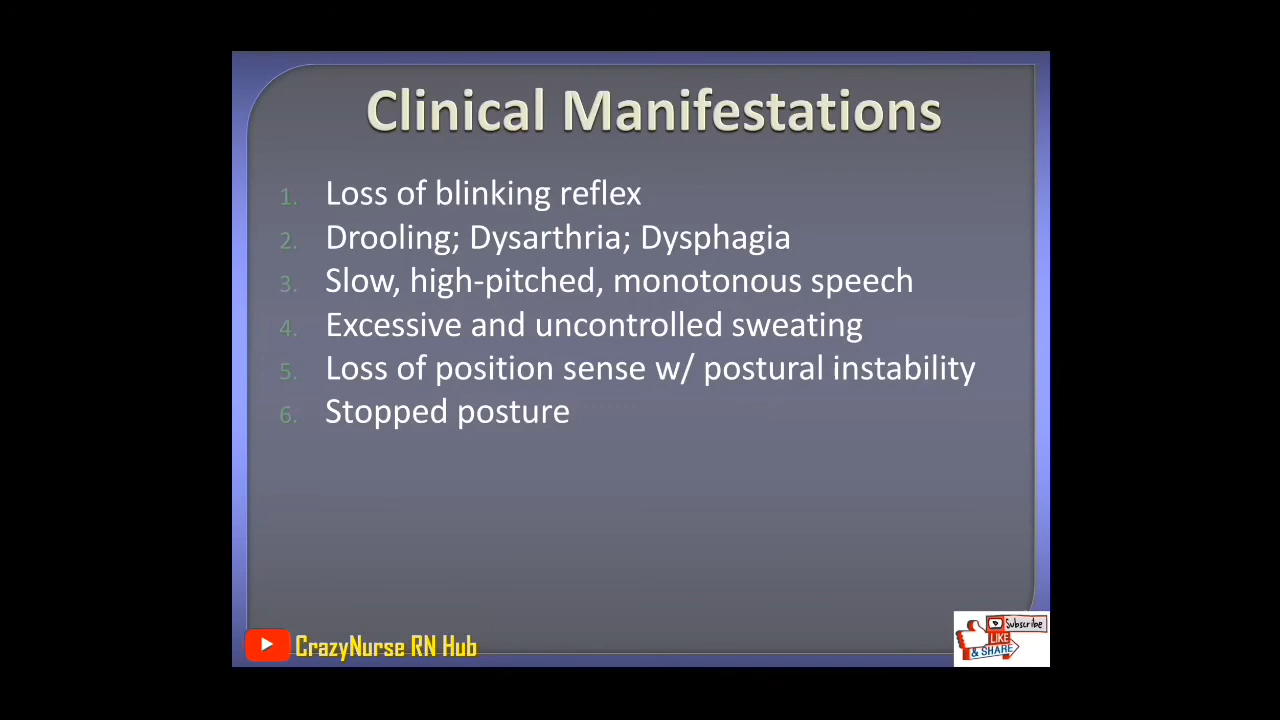 Clinical Manifestations
1. Loss of blinking reflex
2. Drooling; Dysarthria; Dysphagia
3. Slow, high-pitched, monotonous speech
4. Excessive and uncontrolled sweating
5. Loss of position sense w/ postural instability
6. Stopped posture
CrazyNurse RN Hub
Subscribe
LIKE
& SHARE